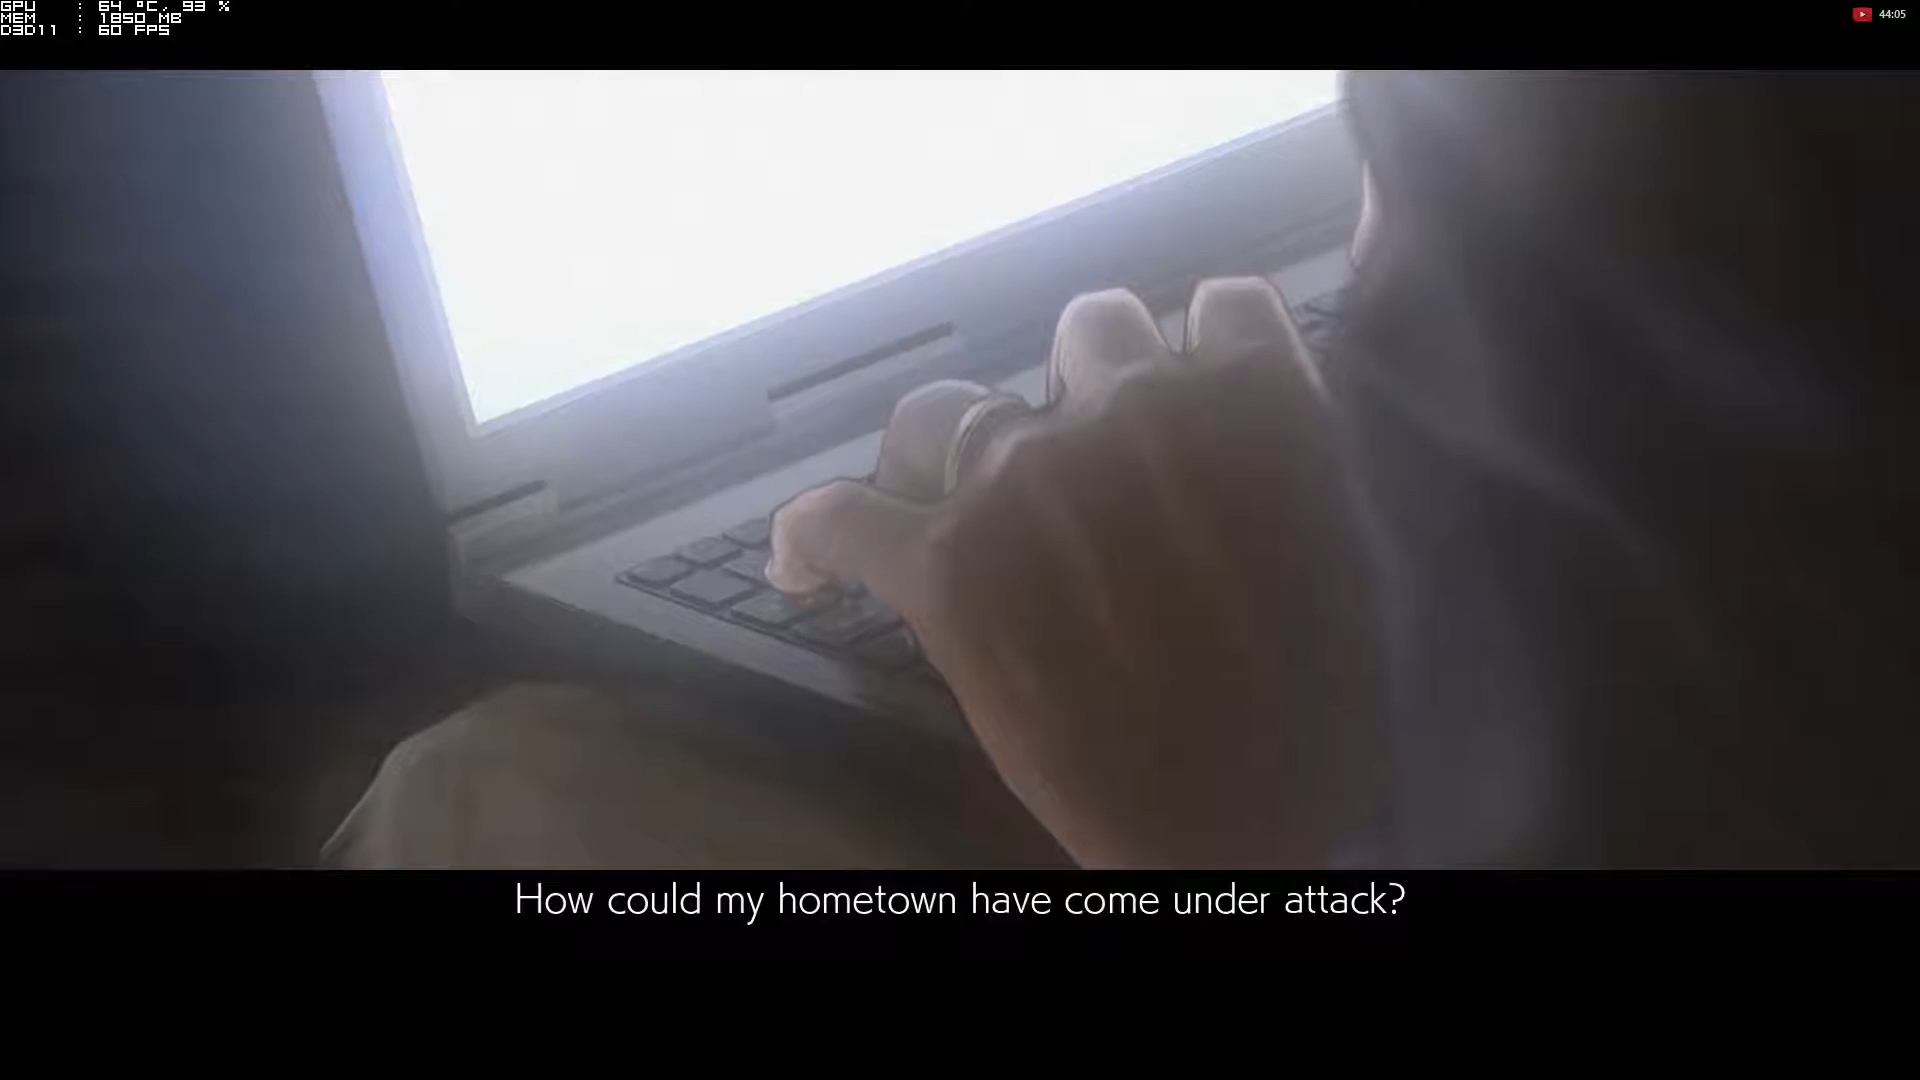 GPU : 64 °C, 93 %
MEM : 1850 MB
D3D11 : 60 FPS
44:05
How could my hometown have come under attack?